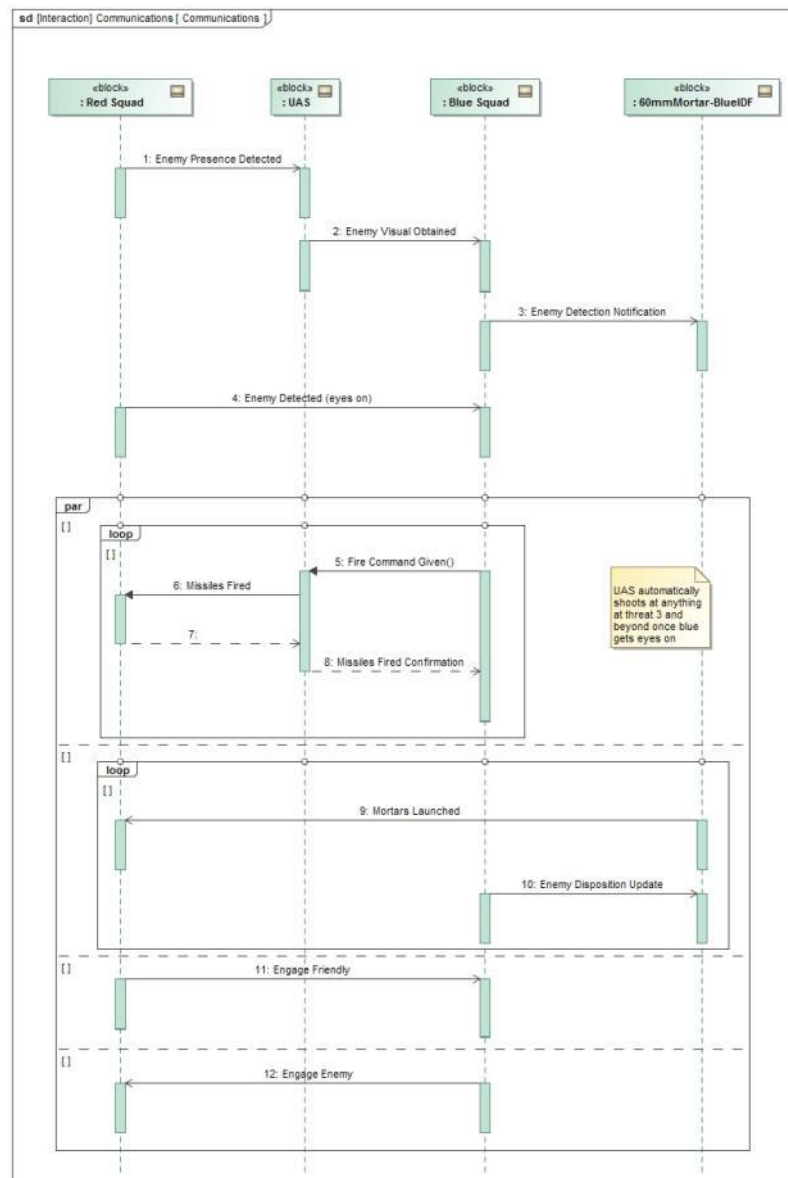 sd [Interaction] Communications [ Communications ]
«block»
: Red Squad
«block»
: UAS
«block»
: Blue Squad
«block»
: 60mmMortar-BlueIDF
1: Enemy Presence Detected
2: Enemy Visual Obtained
3: Enemy Detection Notification
4: Enemy Detected (eyes on)
par
[ ]
loop
[ ]
5: Fire Command Given()
6: Missiles Fired
UAS automatically
shoots at anything
at threat 3 and
beyond once blue
gets eyes on
7:
8: Missiles Fired Confirmation
[ ]
loop
[ ]
9: Mortars Launched
10: Enemy Disposition Update
[ ]
11: Engage Friendly
[ ]
12: Engage Enemy